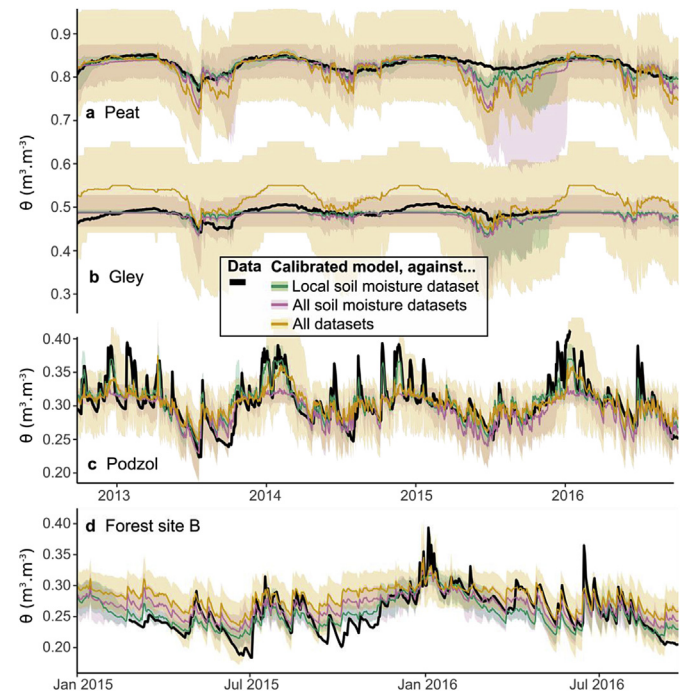 0.9
0.8
0.7
0.6
0.5
0.4
0.3
θ (m³.m⁻³)
a Peat
θ (m³.m⁻³)
b Gley
Data Calibrated model, against...
Local soil moisture dataset
All soil moisture datasets
All datasets
0.40
0.35
0.30
0.25
0.20
θ (m³.m⁻³)
c Podzol
2013 2014 2015 2016
d Forest site B
0.40
0.35
0.30
0.25
0.20
θ (m³.m⁻³)
Jan 2015 Jul 2015 Jan 2016 Jul 2016